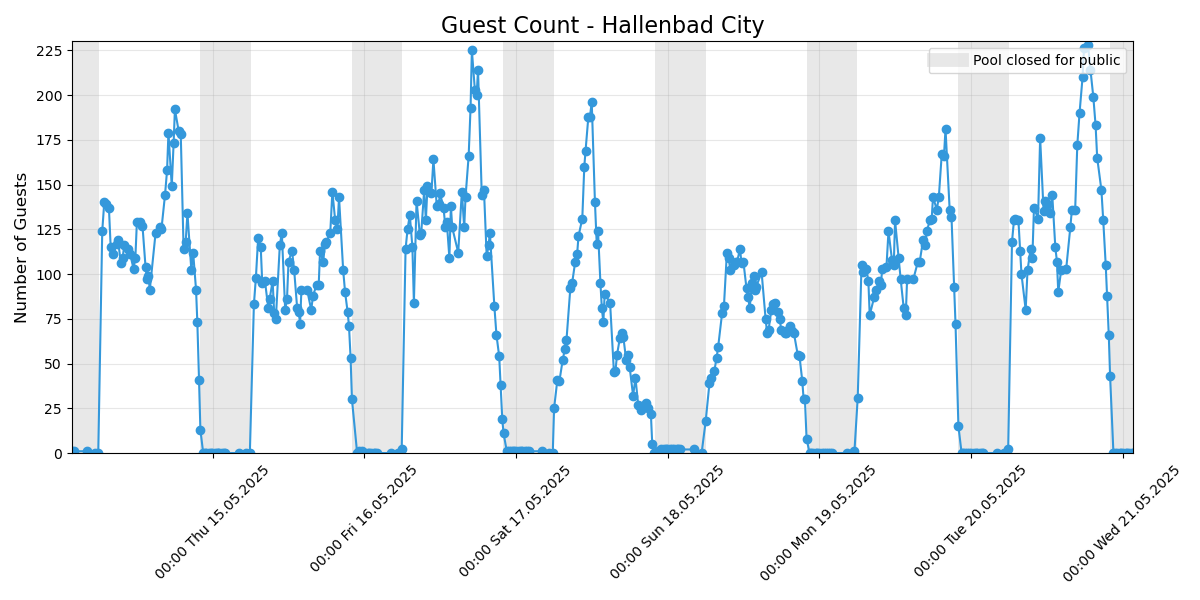 Guest Count - Hallenbad City
Pool closed for public
Number of Guests
225
200
175
150
125
100
75
50
25
0
00:00 Thu 15.05.2025
00:00 Fri 16.05.2025
00:00 Sat 17.05.2025
00:00 Sun 18.05.2025
00:00 Mon 19.05.2025
00:00 Tue 20.05.2025
00:00 Wed 21.05.2025